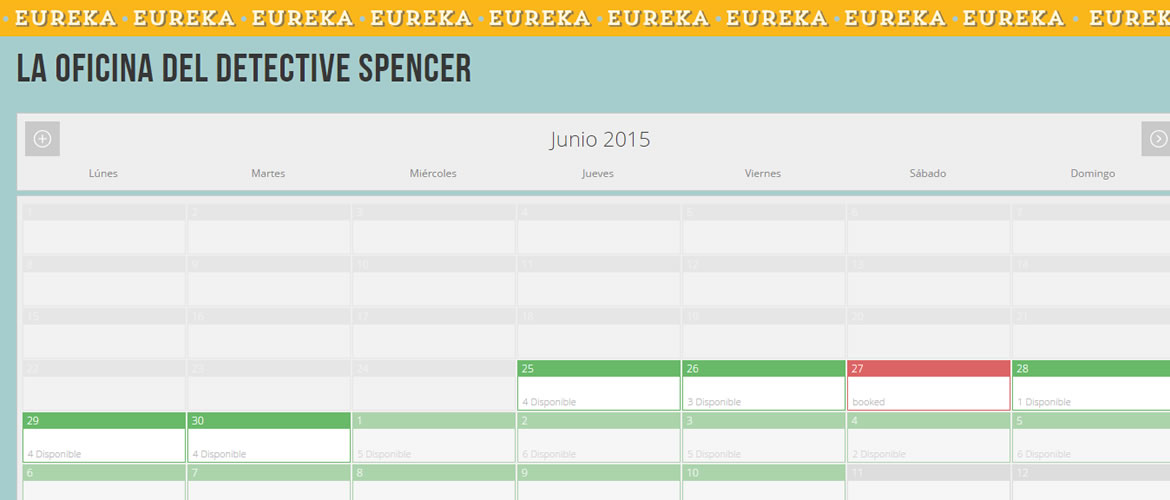 EUREKA • EUREKA • EUREKA • EUREKA • EUREKA • EUREKA • EUREKA • EUREKA • EUREKA • EUREK
LA OFICINA DEL DETECTIVE SPENCER
Junio 2015
Lúnes Martes Miércoles Jueves Viernes Sábado Domingo
1 2 3 4 5 6 7
8 9 10 11 12 13 14
15 16 17 18 19 20 21
22 23 24 25 26 27 28
4 Disponible 3 Disponible booked 1 Disponible
29 30 1 2 3 4 5
4 Disponible 4 Disponible 5 Disponible 6 Disponible 5 Disponible 2 Disponible 6 Disponible
6 7 8 9 10 11 12